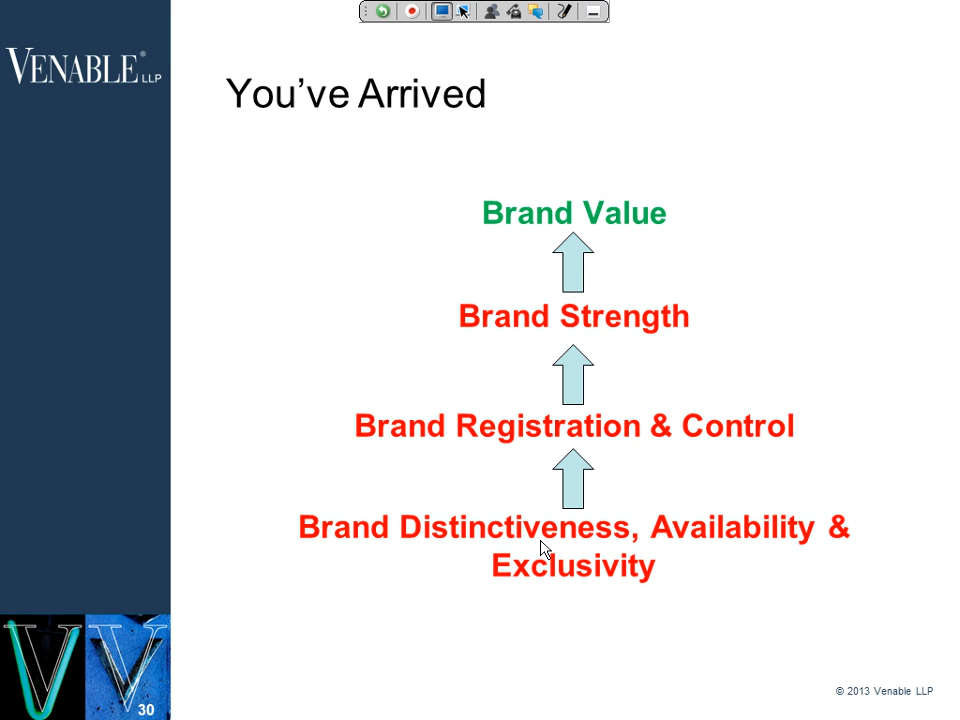 VENABLE® LLP
You’ve Arrived
Brand Value
Brand Strength
Brand Registration & Control
Brand Distinctiveness, Availability &
Exclusivity
30
© 2013 Venable LLP